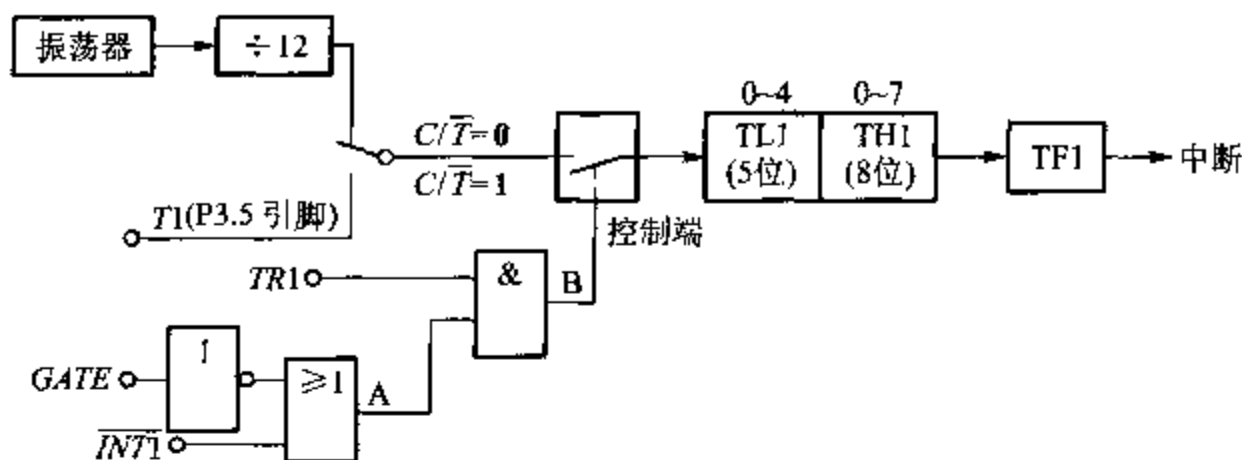 振荡器
÷12
C/T̅=0
C/T̅=1
T1(P3.5 引脚)
0~4
0~7
TL1
(5位)
TH1
(8位)
TF1
中断
控制端
TR1
&
B
GATE
1
≥1
A
I̅N̅T̅1̅